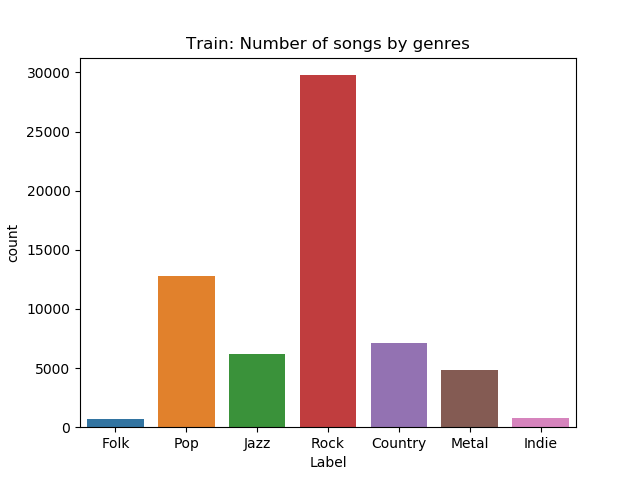 Train: Number of songs by genres
30000
25000
20000
15000
10000
5000
0
count
Folk Pop Jazz Rock Country Metal Indie
Label